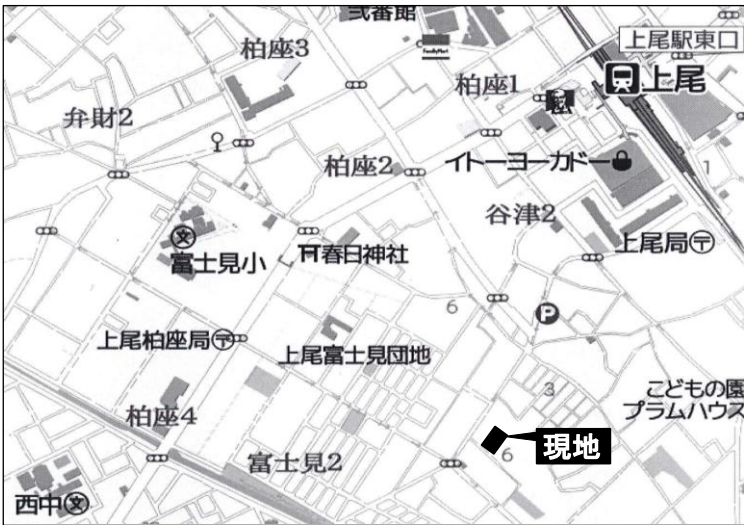 弐番館
FamilyMart
上尾駅東口
柏座3
柏座1
上尾
弁財2
柏座2
イトーヨーカドー
1
谷津2
富士見小
文
春日神社
上尾局〒
6
P
上尾柏座局〒
上尾富士見団地
3
こどもの園
プラムハウス
柏座4
富士見2
6
現地
西中
文